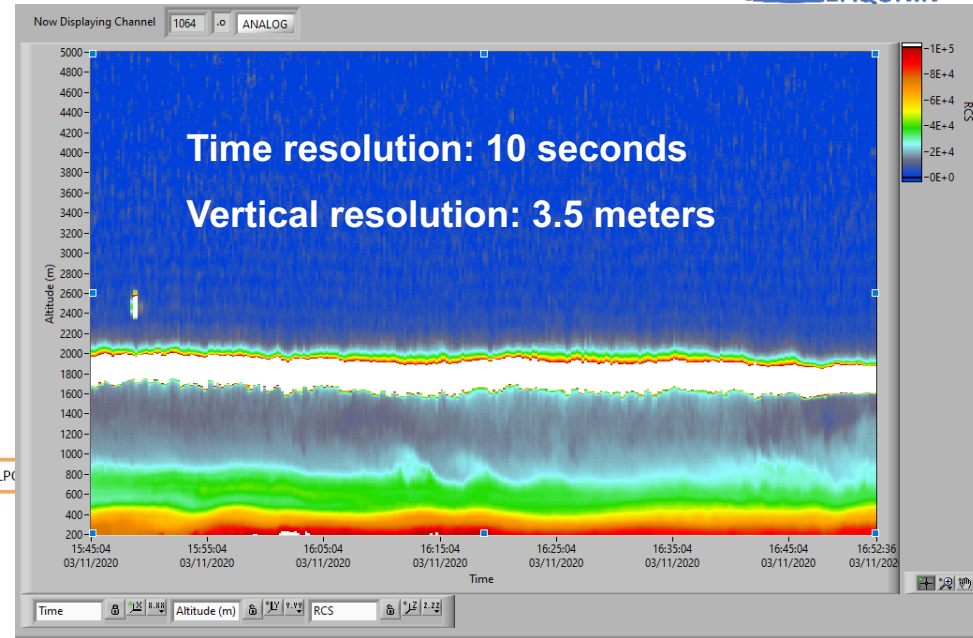 Now Displaying Channel 1064 .o ANALOG
Time resolution: 10 seconds
Vertical resolution: 3.5 meters
Altitude (m)
5000
4800
4600
4400
4200
4000
3800
3600
3400
3200
3000
2800
2600
2400
2200
2000
1800
1600
1400
1200
1000
800
600
400
200
1E+5
8E+4
6E+4
4E+4
2E+4
0E+0
RCS
15:45:04 15:55:04 16:05:04 16:15:04 16:25:04 16:35:04 16:45:04 16:52:36
03/11/2020 03/11/2020 03/11/2020 03/11/2020 03/11/2020 03/11/2020 03/11/2020 03/11/202
Time
Time Altitude (m) RCS